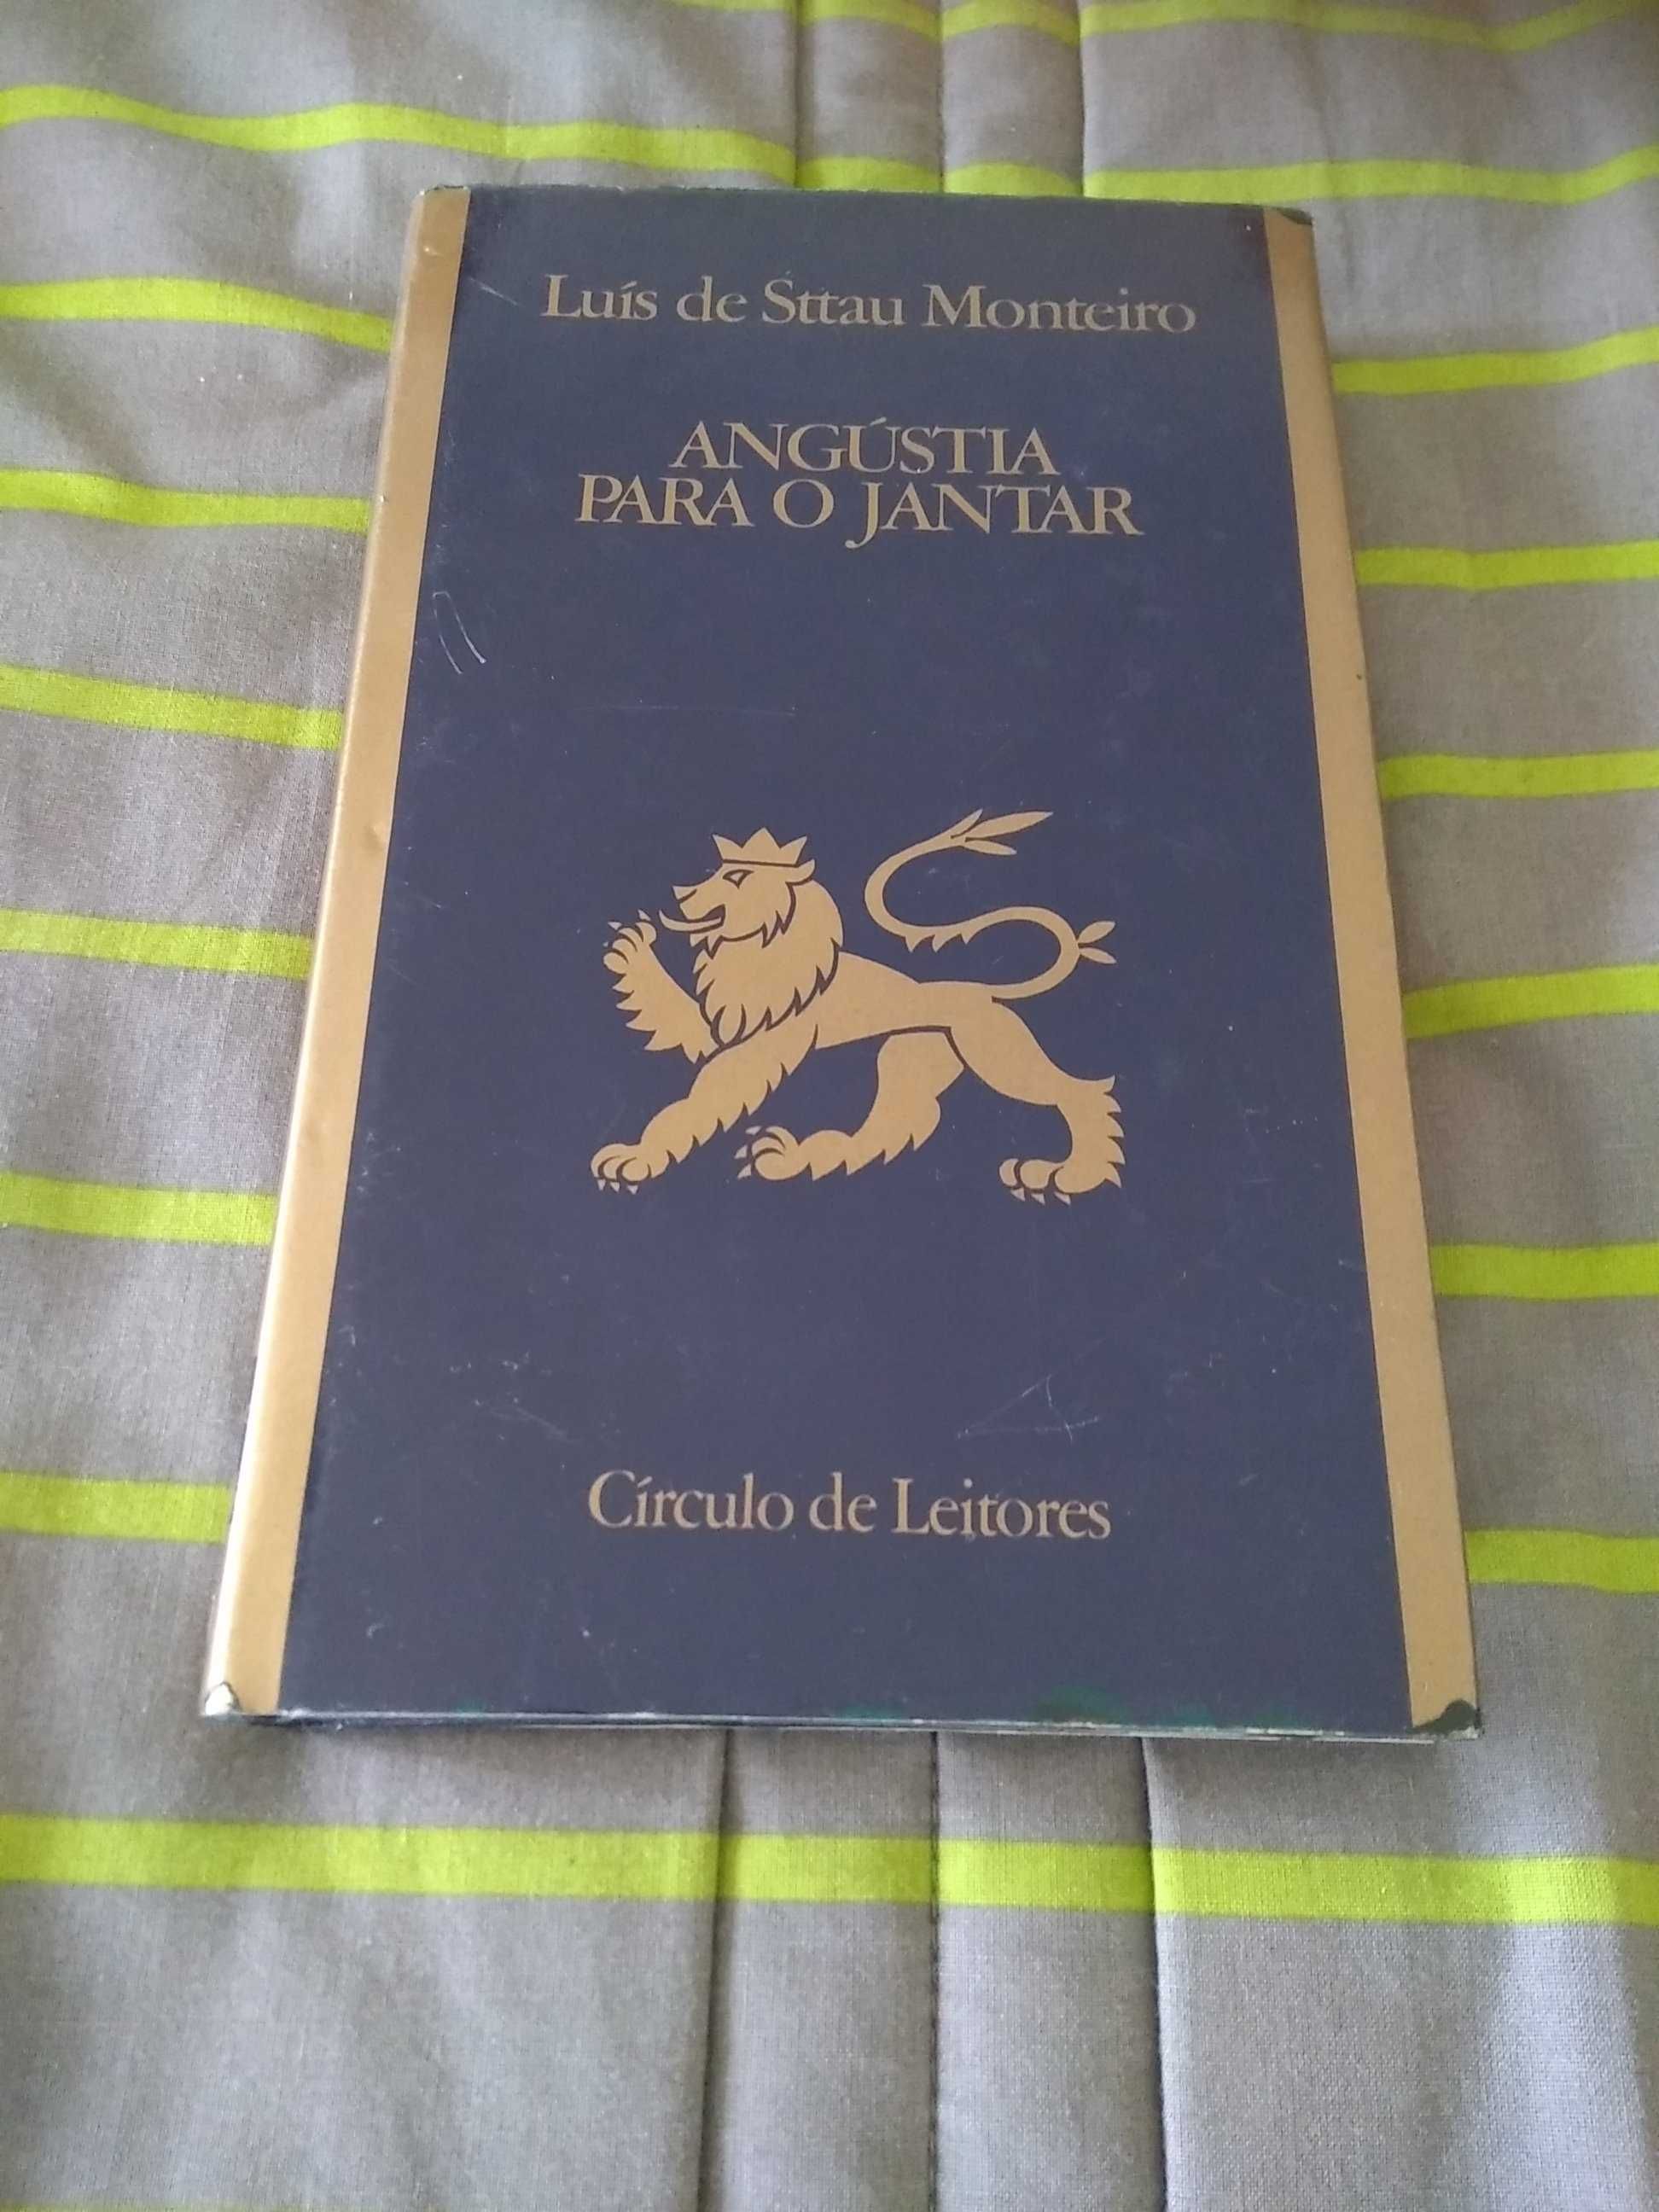 Luís de Sttau Monteiro
ANGÚSTIA
PARA O JANTAR
Círculo de Leitores